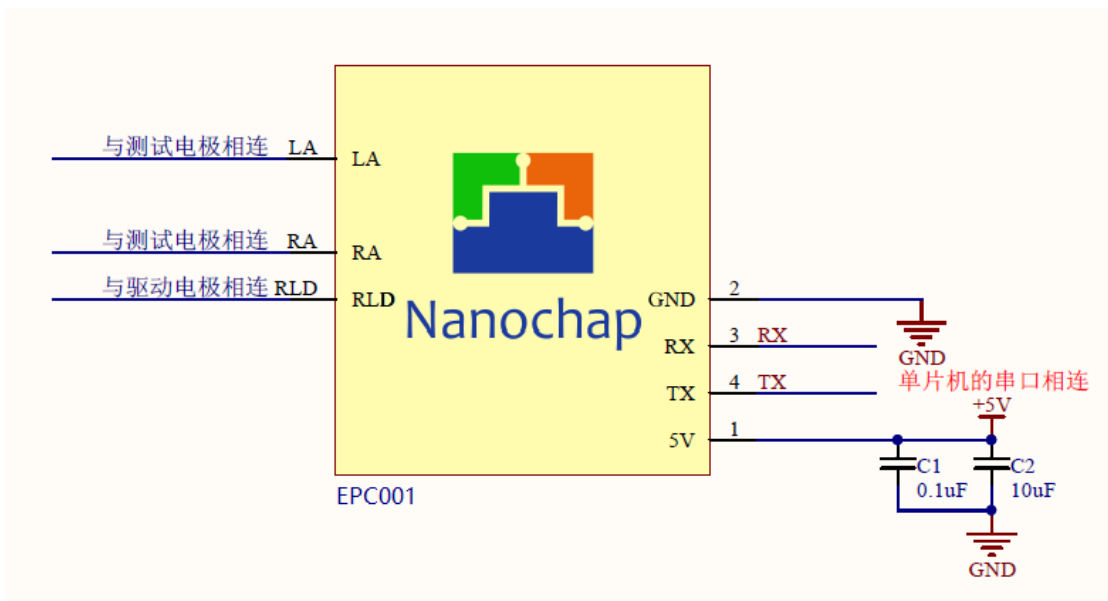 与测试电极相连 LA
LA
与测试电极相连 RA
RA
与驱动电极相连 RLD
RLD
Nanochap
GND 2
GND
RX 3 RX
单片机的串口相连
TX 4 TX
+5V
5V 1
C1
0.1uF
C2
10uF
GND
EPC001